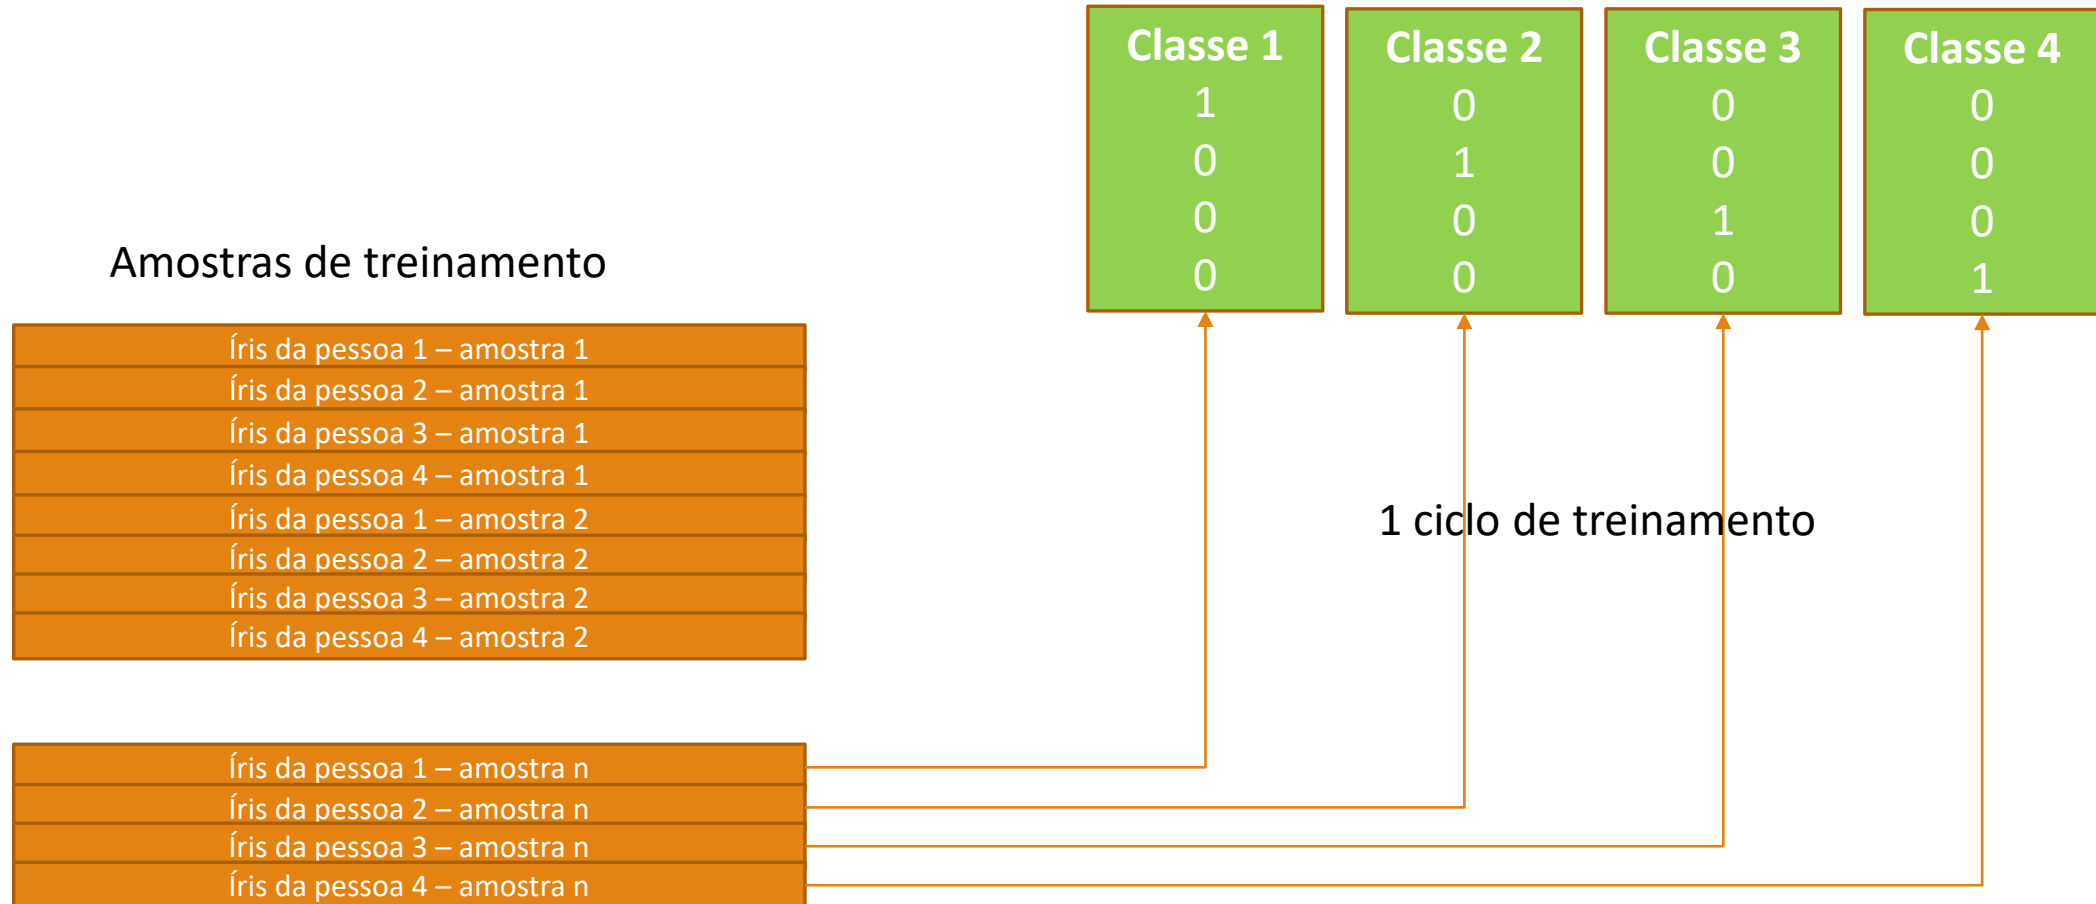 Classe 1
1
0
0
0
Classe 2
0
1
0
0
Classe 3
0
0
1
0
Classe 4
0
0
0
1
Amostras de treinamento
Íris da pessoa 1 – amostra 1
Íris da pessoa 2 – amostra 1
Íris da pessoa 3 – amostra 1
Íris da pessoa 4 – amostra 1
Íris da pessoa 1 – amostra 2
Íris da pessoa 2 – amostra 2
Íris da pessoa 3 – amostra 2
Íris da pessoa 4 – amostra 2
1 ciclo de treinamento
Íris da pessoa 1 – amostra n
Íris da pessoa 2 – amostra n
Íris da pessoa 3 – amostra n
Íris da pessoa 4 – amostra n